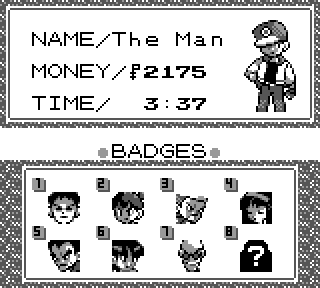 NAME/The Man
MONEY/₽2175
TIME/ 3:37
●BADGES●
1 2 3 4
5 6 7 8
?